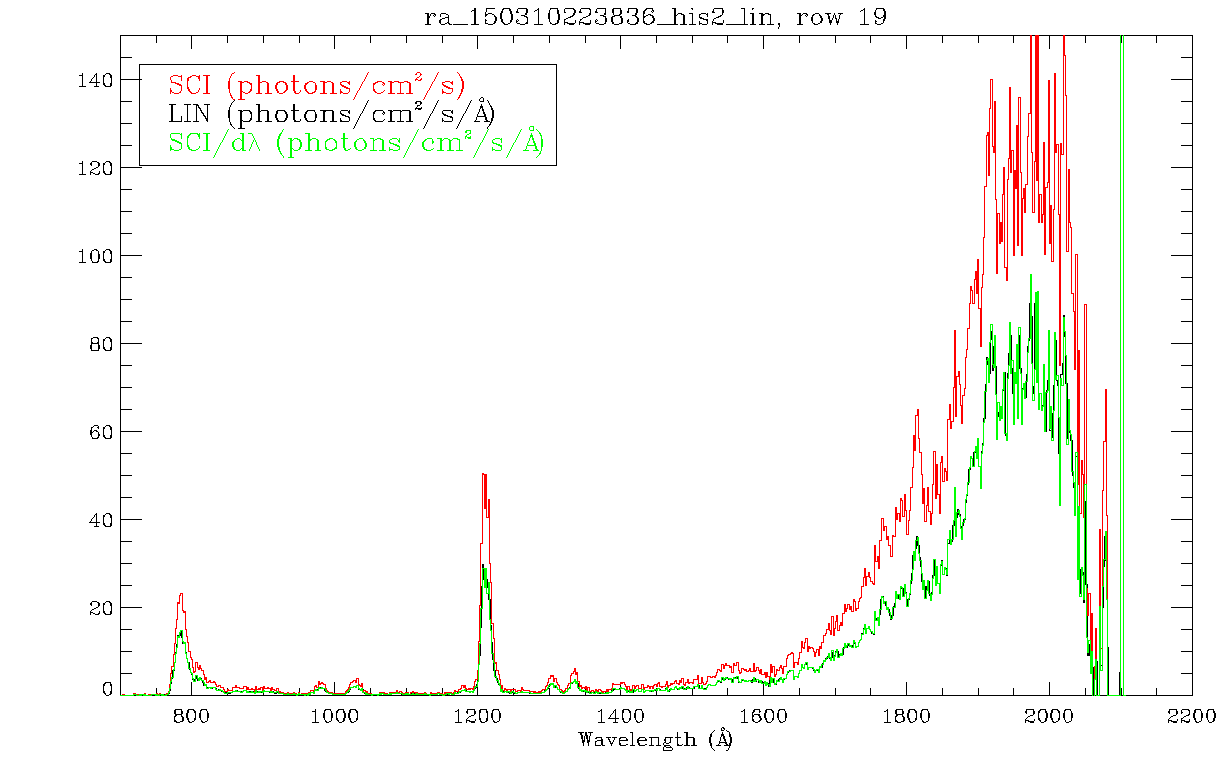 ra_150310223836_his2_lin, row 19
SCI (photons/cm²/s)
LIN (photons/cm²/s/Å)
SCI/dλ (photons/cm²/s/Å)
140
120
100
80
60
40
20
0
800 1000 1200 1400 1600 1800 2000 2200
Wavelength (Å)